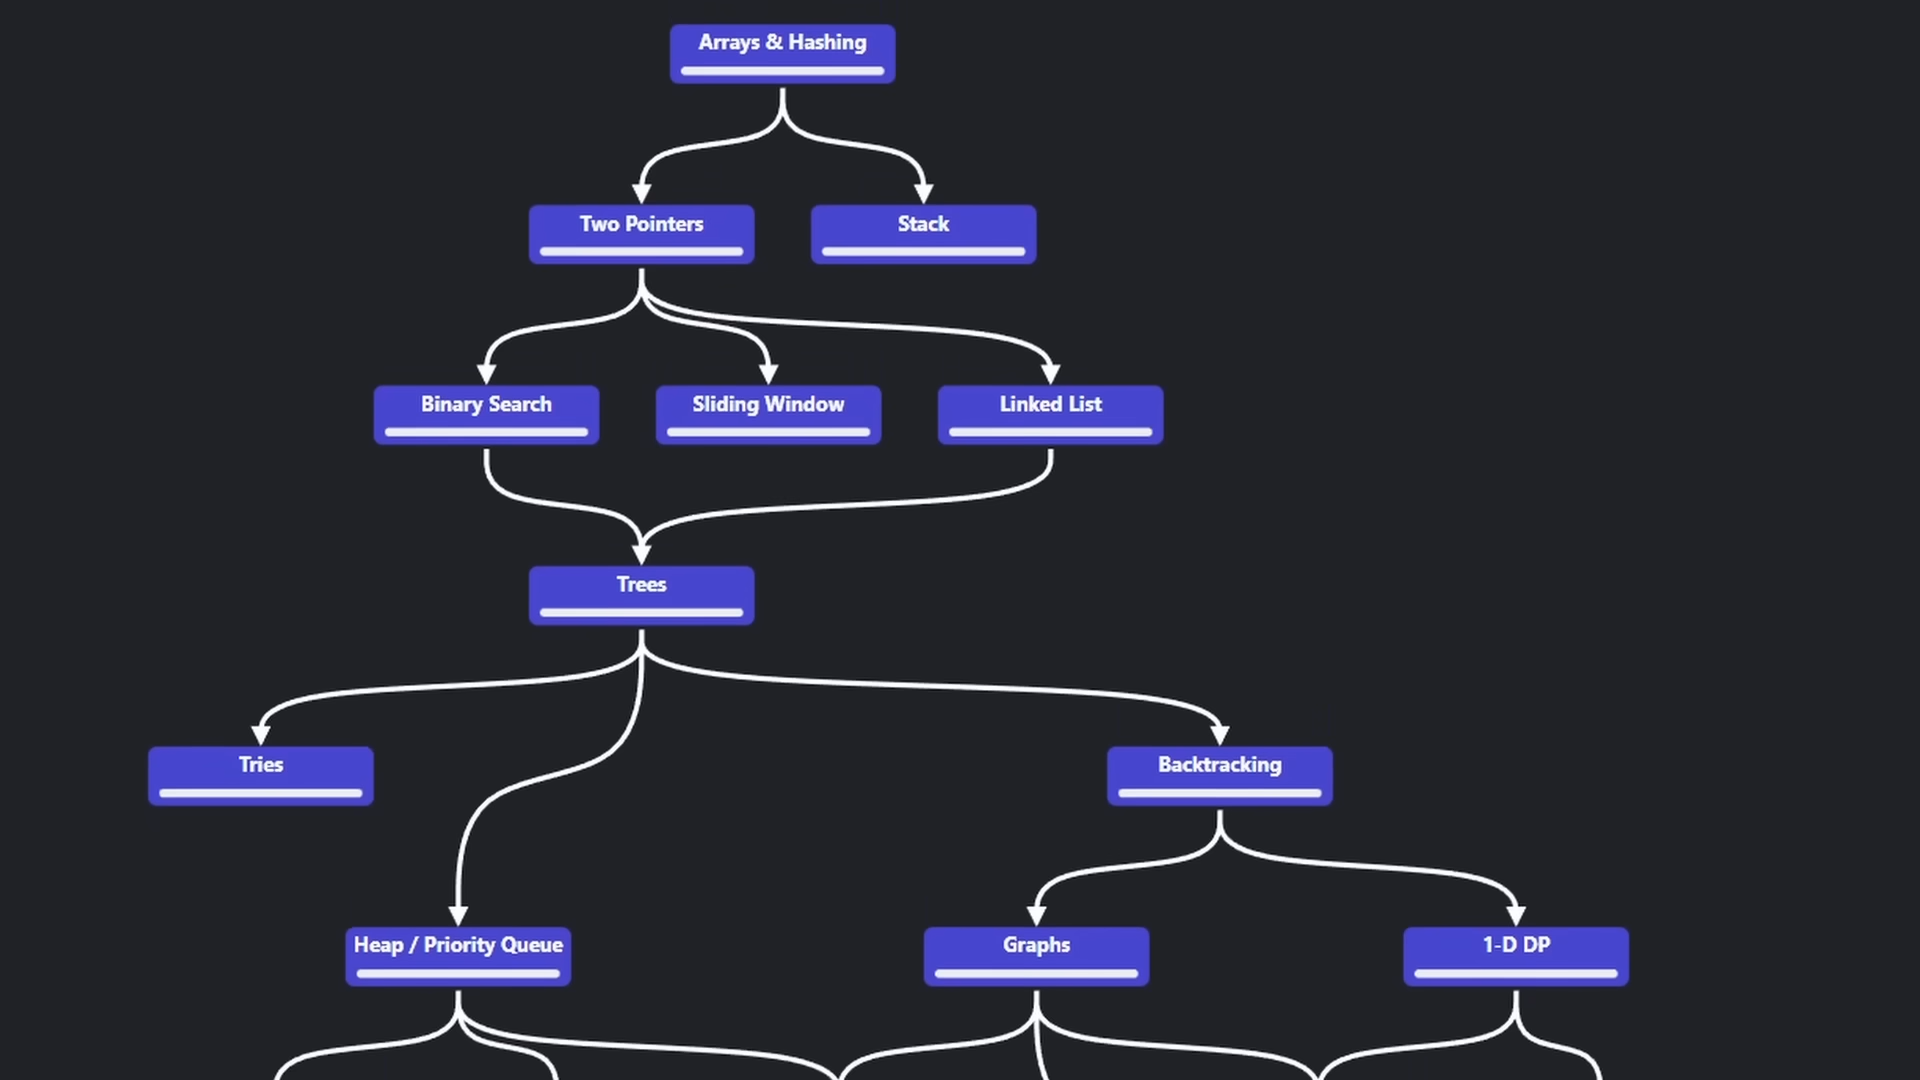 Arrays & Hashing
Two Pointers
Stack
Binary Search
Sliding Window
Linked List
Trees
Tries
Backtracking
Heap / Priority Queue
Graphs
1-D DP